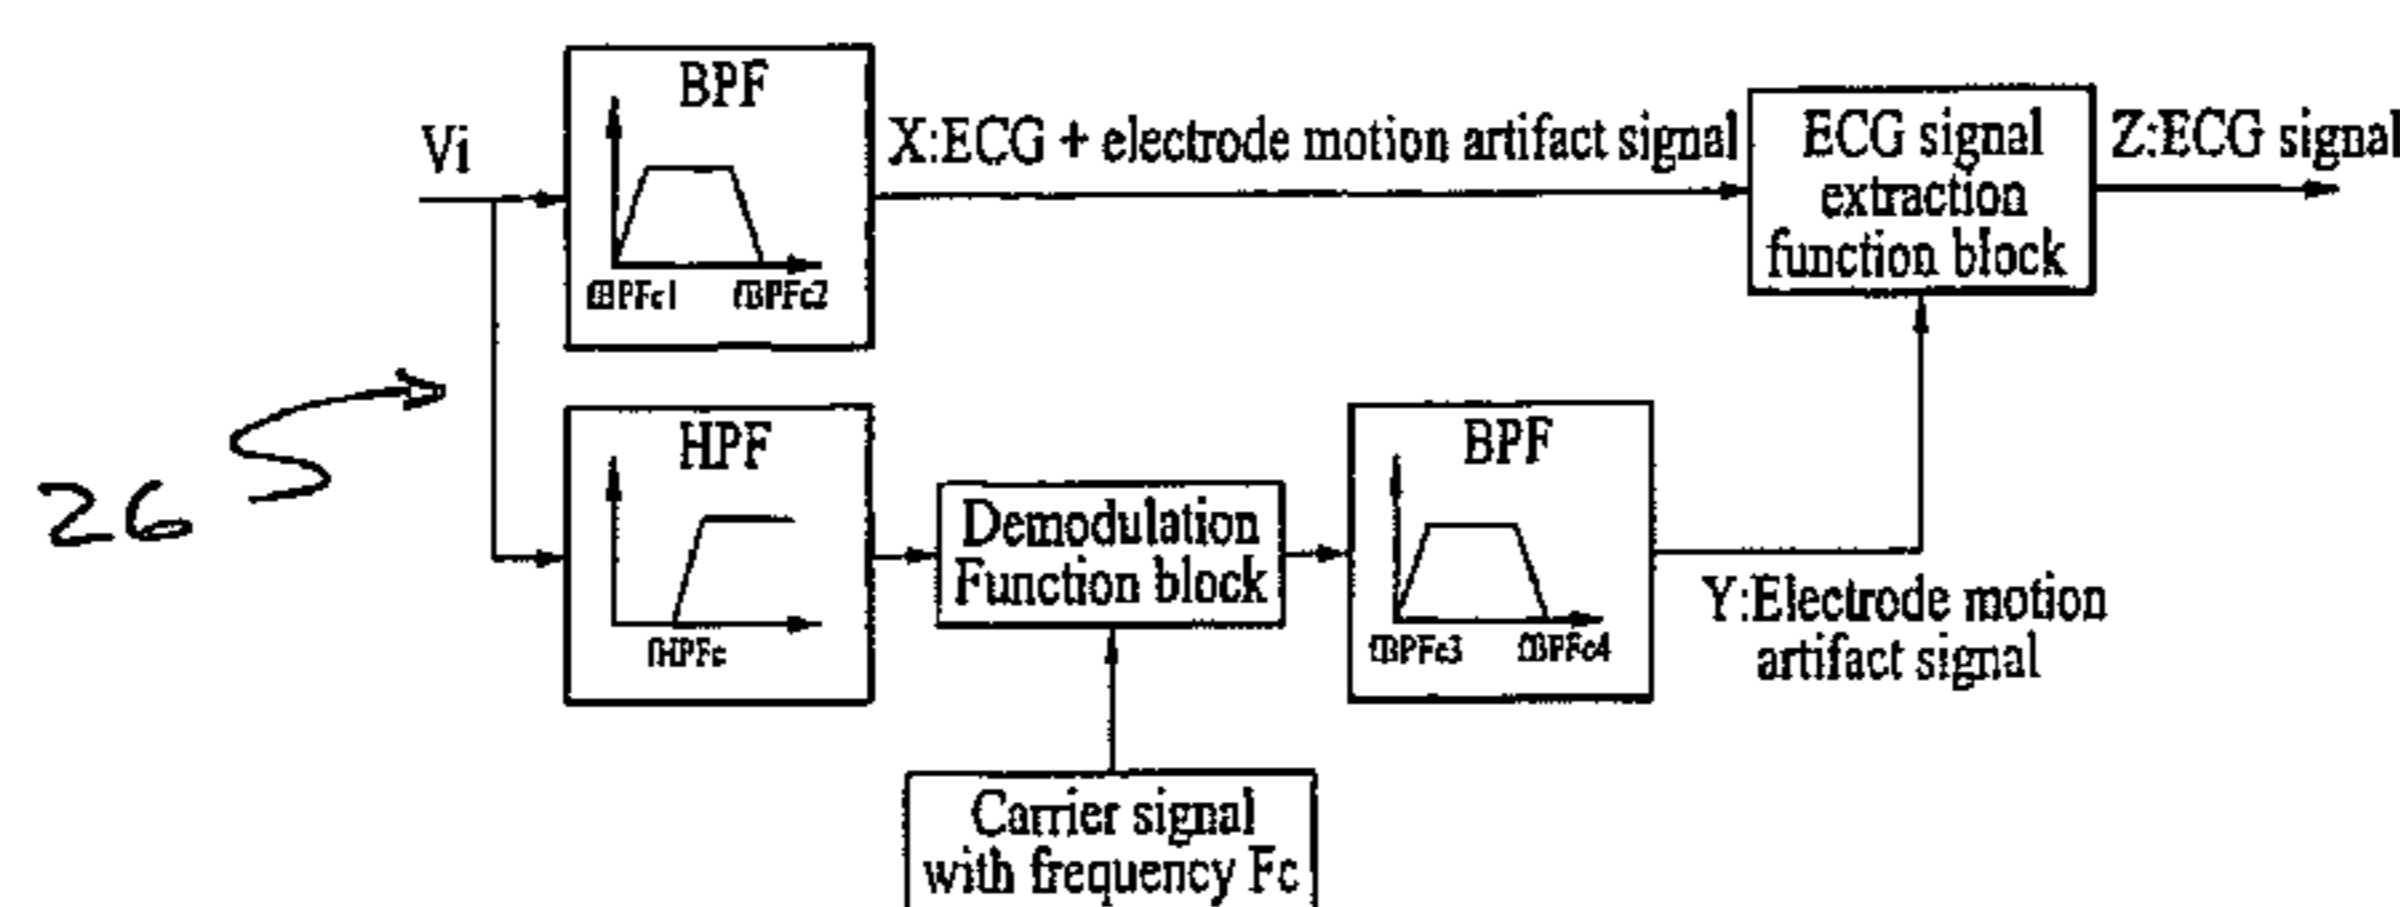 BPF
Vi
X:ECG + electrode motion artifact signal
ECG signal
extraction
function block
Z:ECG signal
fBPFc1
fBPFc2
26
HPF
fHPFc
Demodulation
Function block
BPF
fBPFc3
fBPFc4
Y:Electrode motion
artifact signal
Carrier signal
with frequency Fc